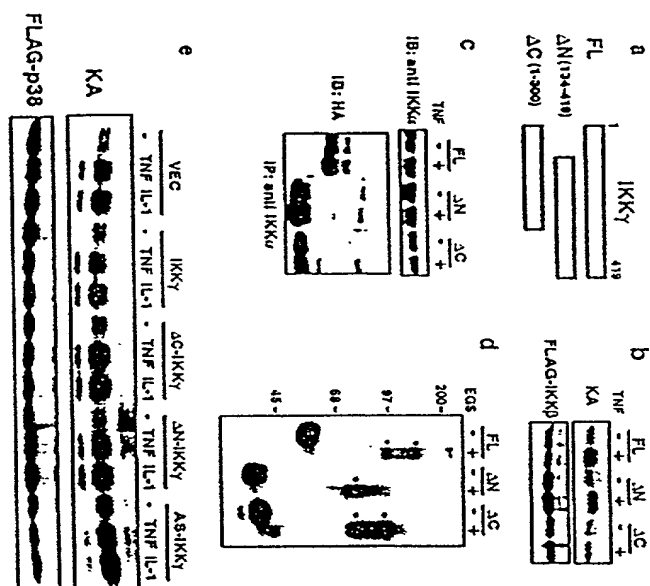 a
IKKγ
1 419
FL
ΔN (134-419)
ΔC (1-300)
b
FL ΔN ΔC
TNF - + - + - +
KA
FLAG-IKKβ
c
FL ΔN ΔC
TNF - + - + - +
IB: anti IKKα
IB: HA
IP: anti IKKα
d
FL ΔN ΔC
EGS - + - + - +
200-
97-
68-
45-
e
VEC IKKγ ΔC-IKKγ ΔN-IKKγ AS-IKKγ
- TNF IL-1 - TNF IL-1 - TNF IL-1 - TNF IL-1 - TNF IL-1
KA
FLAG-p38